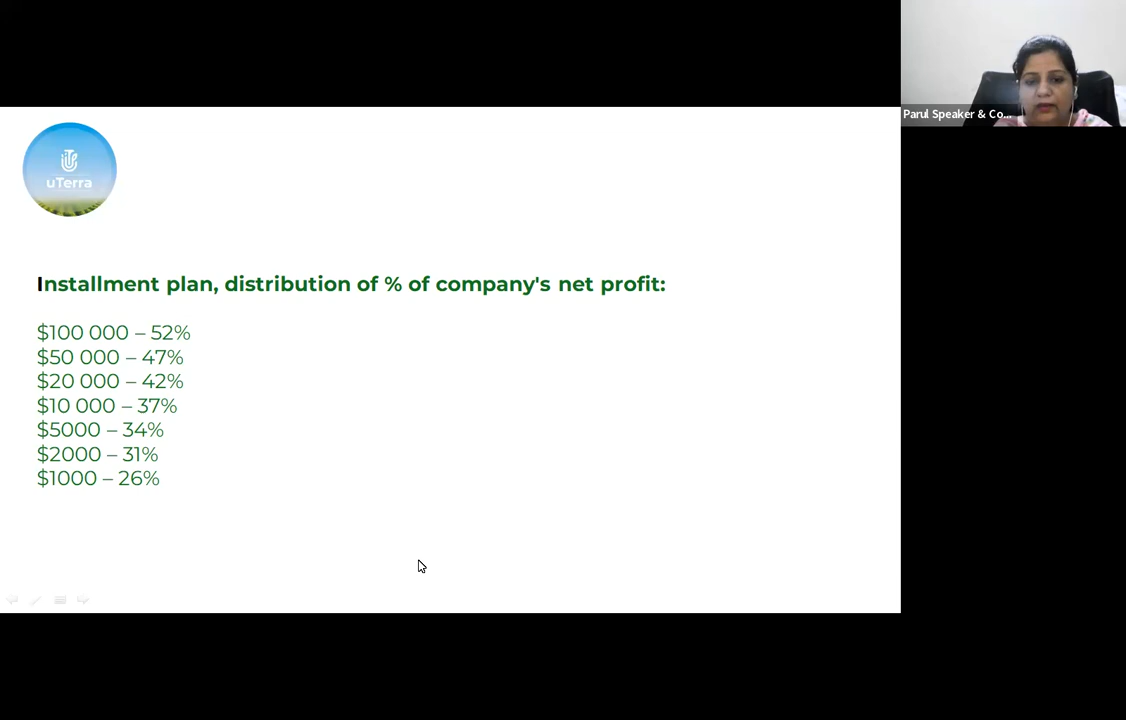 Parul Speaker & Co...
uTerra
Installment plan, distribution of % of company's net profit:
$100 000 – 52%
$50 000 – 47%
$20 000 – 42%
$10 000 – 37%
$5000 – 34%
$2000 – 31%
$1000 – 26%